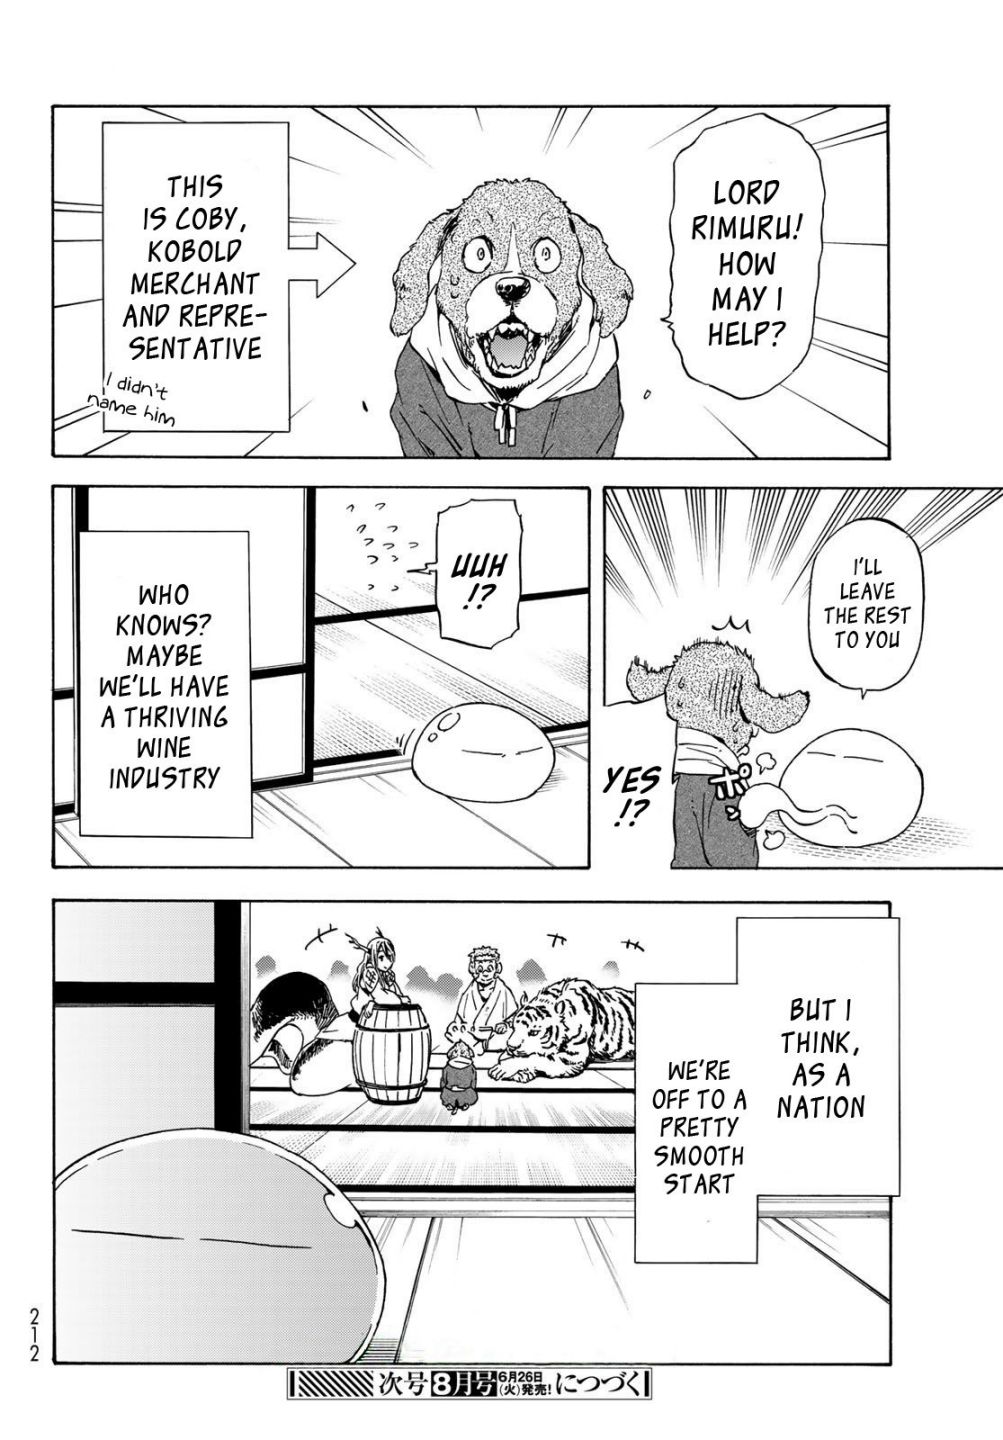 LORD
RIMURU!
HOW
MAY I
HELP?
THIS
IS COBY,
KOBOLD
MERCHANT
AND REPRE-
SENTATIVE
I didn't
name him
I'LL
LEAVE
THE REST
TO YOU
YES
!?
ポ
UUH
!?
WHO
KNOWS?
MAYBE
WE'LL HAVE
A THRIVING
WINE
INDUSTRY
BUT I
THINK,
AS A
NATION
WE'RE
OFF TO A
PRETTY
SMOOTH
START
212
次号8月号6月26日(火)発売!につづく